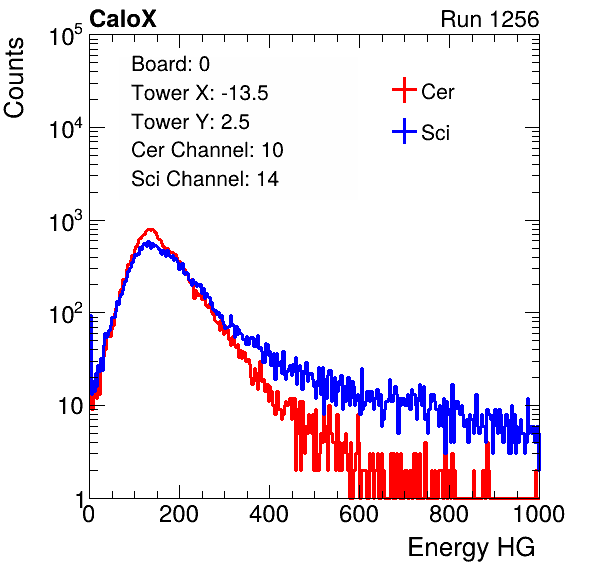 CaloX Run 1256
Counts
Board: 0
Tower X: -13.5
Tower Y: 2.5
Cer Channel: 10
Sci Channel: 14
Cer
Sci
10^5
10^4
10^3
10^2
10
1
0 200 400 600 800 1000
Energy HG